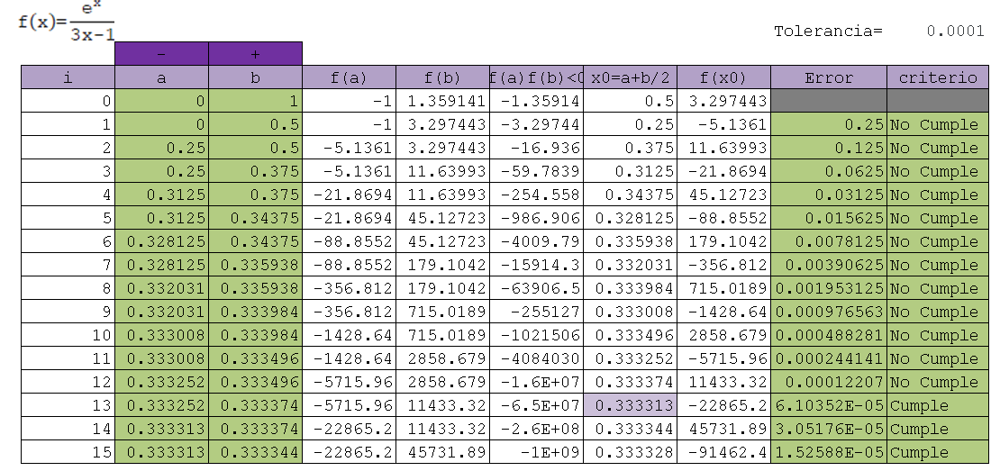 f(x)= e^x / 3x-1
Tolerancia= 0.0001
- +
i a b f(a) f(b) f(a)f(b)<0 x0=a+b/2 f(x0) Error criterio
0 0 1 -1 1.359141 -1.35914 0.5 3.297443
1 0 0.5 -1 3.297443 -3.29744 0.25 -5.1361 0.25 No Cumple
2 0.25 0.5 -5.1361 3.297443 -16.936 0.375 11.63993 0.125 No Cumple
3 0.25 0.375 -5.1361 11.63993 -59.7839 0.3125 -21.8694 0.0625 No Cumple
4 0.3125 0.375 -21.8694 11.63993 -254.558 0.34375 45.12723 0.03125 No Cumple
5 0.3125 0.34375 -21.8694 45.12723 -986.906 0.328125 -88.8552 0.015625 No Cumple
6 0.328125 0.34375 -88.8552 45.12723 -4009.79 0.335938 179.1042 0.0078125 No Cumple
7 0.328125 0.335938 -88.8552 179.1042 -15914.3 0.332031 -356.812 0.00390625 No Cumple
8 0.332031 0.335938 -356.812 179.1042 -63906.5 0.333984 715.0189 0.001953125 No Cumple
9 0.332031 0.333984 -356.812 715.0189 -255127 0.333008 -1428.64 0.000976563 No Cumple
10 0.333008 0.333984 -1428.64 715.0189 -1021506 0.333496 2858.679 0.000488281 No Cumple
11 0.333008 0.333496 -1428.64 2858.679 -4084030 0.333252 -5715.96 0.000244141 No Cumple
12 0.333252 0.333496 -5715.96 2858.679 -1.6E+07 0.333374 11433.32 0.00012207 No Cumple
13 0.333252 0.333374 -5715.96 11433.32 -6.5E+07 0.333313 -22865.2 6.10352E-05 Cumple
14 0.333313 0.333374 -22865.2 11433.32 -2.6E+08 0.333344 45731.89 3.05176E-05 Cumple
15 0.333313 0.333344 -22865.2 45731.89 -1E+09 0.333328 -91462.4 1.52588E-05 Cumple